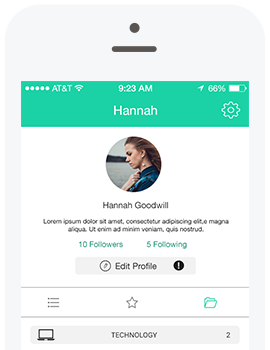 AT&T 9:23 AM 66%
Hannah
Hannah Goodwill
Lorem ipsum dolor sit amet, consectetur adipiscing elit,e magna
aliqua. Ut enim ad minim veniam, quis nostrud.
10 Followers 5 Following
Edit Profile
TECHNOLOGY 2